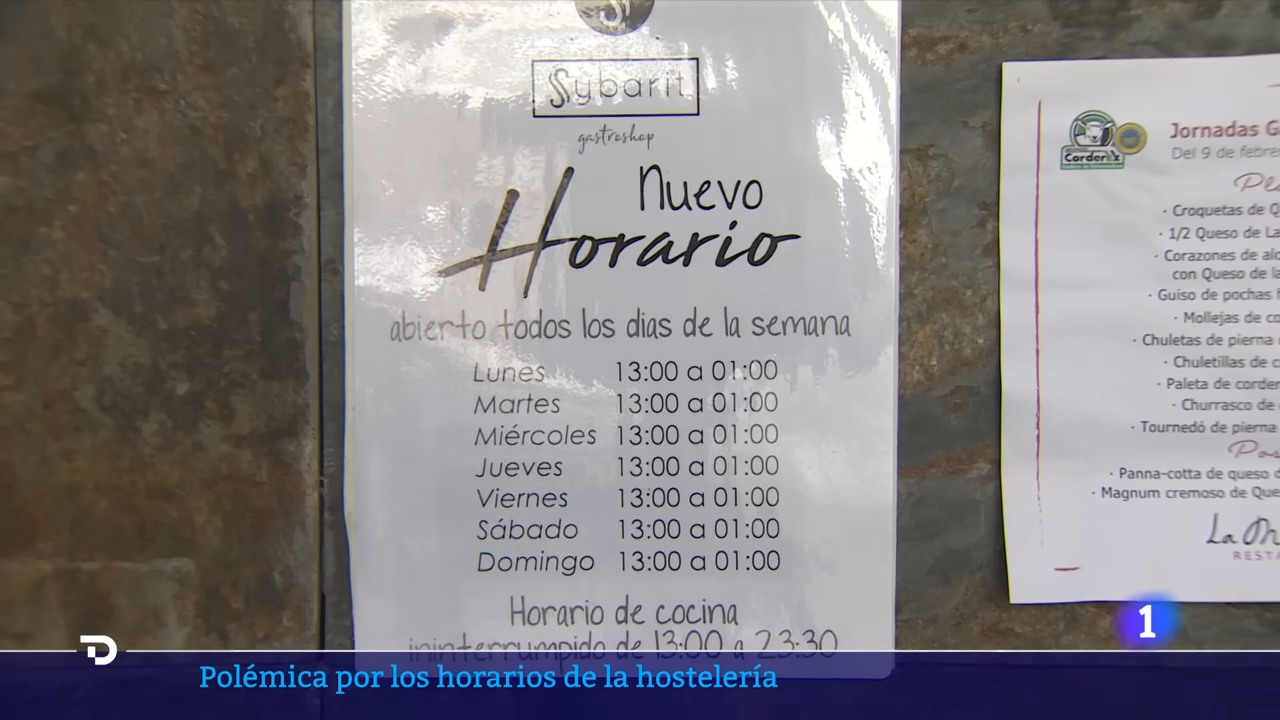 Sybarit
gastroshop
Nuevo
Horario
abierto todos los dias de la semana
Lunes 13:00 a 01:00
Martes 13:00 a 01:00
Miércoles 13:00 a 01:00
Jueves 13:00 a 01:00
Viernes 13:00 a 01:00
Sábado 13:00 a 01:00
Domingo 13:00 a 01:00
Horario de cocina
ininterrumpido de 13:00 a 23:30
Corderex
Jornadas G
Del 9 de febre
· Croquetas de Q
· 1/2 Queso de La
· Corazones de alc
con Queso de la
· Guiso de pochas
· Mollejas de co
· Chuletas de pierna
· Chuletillas de c
· Paleta de corder
· Churrasco de
· Tournedó de pierna
Pos
· Panna-cotta de queso d
· Magnum cremoso de Que
La
REST
1
Polémica por los horarios de la hostelería